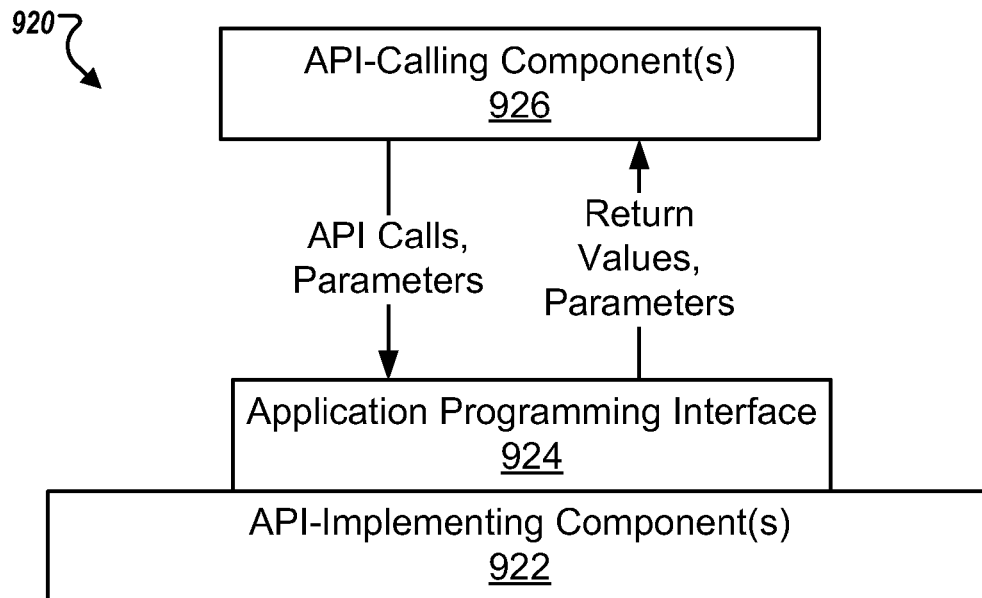 920
API-Calling Component(s)
926
API Calls,
Parameters
Return
Values,
Parameters
Application Programming Interface
924
API-Implementing Component(s)
922